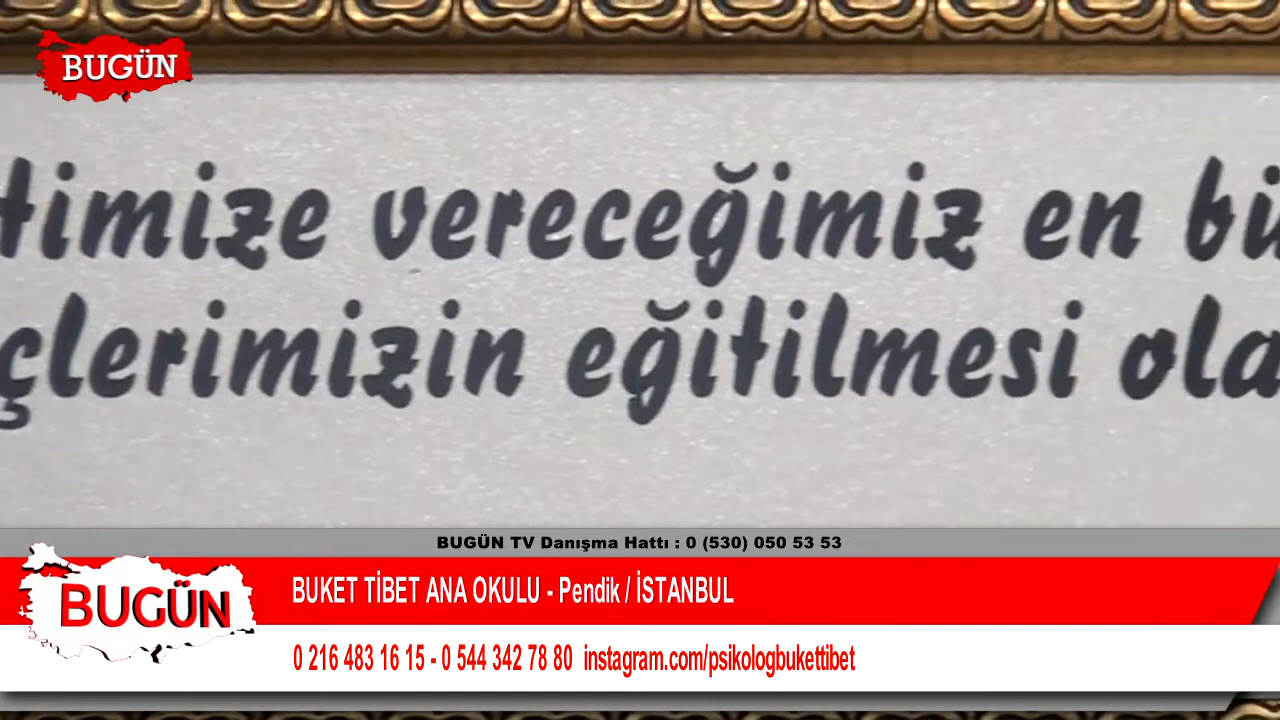 BUGÜN
timize vereceğimiz en bü
çlerimizin eğitilmesi ola
BUGÜN TV Danışma Hattı : 0 (530) 050 53 53
BUGÜN
BUKET TİBET ANA OKULU - Pendik / İSTANBUL
0 216 483 16 15 - 0 544 342 78 80 instagram.com/psikologbukettibet